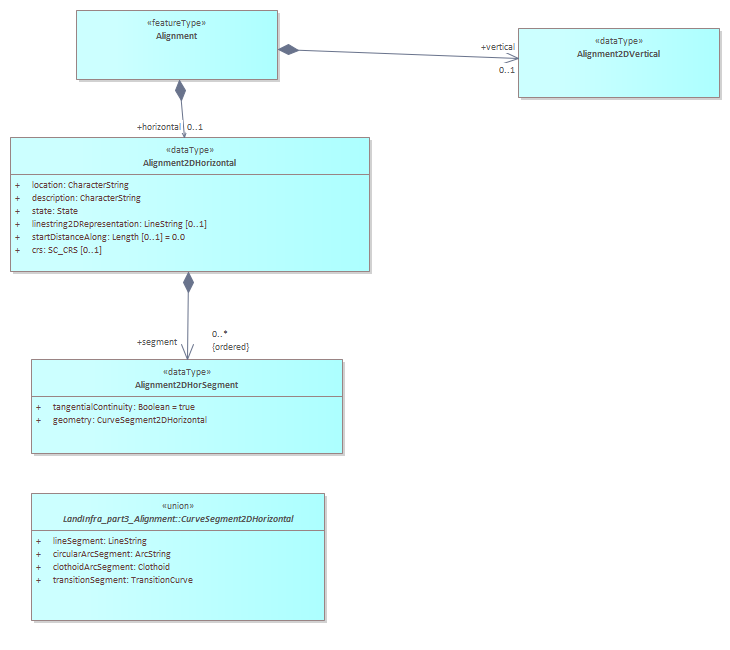 «featureType»
Alignment
+vertical
0..1
«dataType»
Alignment2DVertical
+horizontal 0..1
«dataType»
Alignment2DHorizontal
+ location: CharacterString
+ description: CharacterString
+ state: State
+ linestring2DRepresentation: LineString [0..1]
+ startDistanceAlong: Length [0..1] = 0.0
+ crs: SC_CRS [0..1]
+segment
0..*
{ordered}
«dataType»
Alignment2DHorSegment
+ tangentialContinuity: Boolean = true
+ geometry: CurveSegment2DHorizontal
«union»
LandInfra_part3_Alignment::CurveSegment2DHorizontal
+ lineSegment: LineString
+ circularArcSegment: ArcString
+ clothoidArcSegment: Clothoid
+ transitionSegment: TransitionCurve